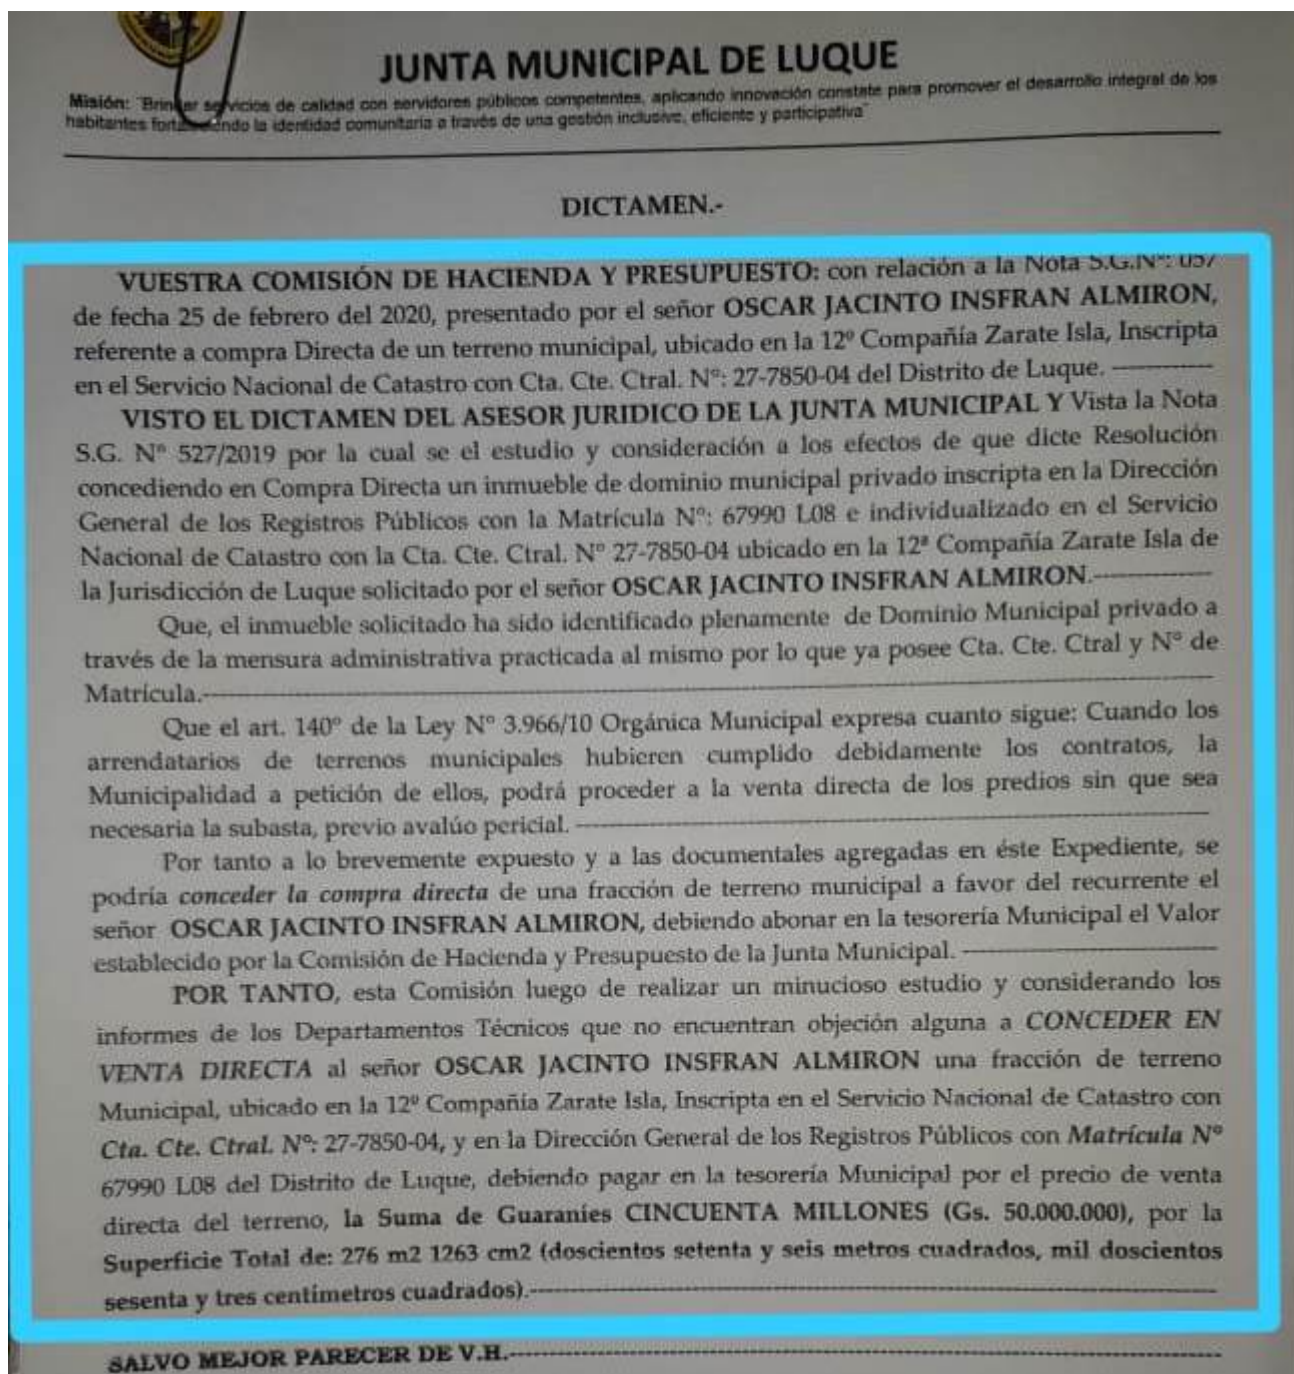 JUNTA MUNICIPAL DE LUQUE
Misión: "Brindar servicios de calidad con servidores públicos competentes, aplicando innovación constate para promover el desarrollo integral de los
habitantes fortaleciendo la identidad comunitaria a través de una gestión inclusive, eficiente y participativa"
DICTAMEN.-
VUESTRA COMISIÓN DE HACIENDA Y PRESUPUESTO: con relación a la Nota S.G.Nº: 057
de fecha 25 de febrero del 2020, presentado por el señor OSCAR JACINTO INSFRAN ALMIRON,
referente a compra Directa de un terreno municipal, ubicado en la 12º Compañía Zarate Isla, Inscripta
en el Servicio Nacional de Catastro con Cta. Cte. Ctral. Nº: 27-7850-04 del Distrito de Luque. ----------
VISTO EL DICTAMEN DEL ASESOR JURIDICO DE LA JUNTA MUNICIPAL Y Vista la Nota
S.G. Nº 527/2019 por la cual se el estudio y consideración a los efectos de que dicte Resolución
concediendo en Compra Directa un inmueble de dominio municipal privado inscripta en la Dirección
General de los Registros Públicos con la Matrícula Nº: 67990 L08 e individualizado en el Servicio
Nacional de Catastro con la Cta. Cte. Ctral. Nº 27-7850-04 ubicado en la 12ª Compañía Zarate Isla de
la Jurisdicción de Luque solicitado por el señor OSCAR JACINTO INSFRAN ALMIRON.------------
Que, el inmueble solicitado ha sido identificado plenamente de Dominio Municipal privado a
través de la mensura administrativa practicada al mismo por lo que ya posee Cta. Cte. Ctral y Nº de
Matrícula.------------
Que el art. 140º de la Ley Nº 3.966/10 Orgánica Municipal expresa cuanto sigue: Cuando los
arrendatarios de terrenos municipales hubieren cumplido debidamente los contratos, la
Municipalidad a petición de ellos, podrá proceder a la venta directa de los predios sin que sea
necesaria la subasta, previo avalúo pericial. ------------
Por tanto a lo brevemente expuesto y a las documentales agregadas en éste Expediente, se
podría conceder la compra directa de una fracción de terreno municipal a favor del recurrente el
señor OSCAR JACINTO INSFRAN ALMIRON, debiendo abonar en la tesorería Municipal el Valor
establecido por la Comisión de Hacienda y Presupuesto de la Junta Municipal. ------------
POR TANTO, esta Comisión luego de realizar un minucioso estudio y considerando los
informes de los Departamentos Técnicos que no encuentran objeción alguna a CONCEDER EN
VENTA DIRECTA al señor OSCAR JACINTO INSFRAN ALMIRON una fracción de terreno
Municipal, ubicado en la 12º Compañía Zarate Isla, Inscripta en el Servicio Nacional de Catastro con
Cta. Cte. Ctral. Nº: 27-7850-04, y en la Dirección General de los Registros Públicos con Matrícula Nº
67990 L08 del Distrito de Luque, debiendo pagar en la tesorería Municipal por el precio de venta
directa del terreno, la Suma de Guaraníes CINCUENTA MILLONES (Gs. 50.000.000), por la
Superficie Total de: 276 m2 1263 cm2 (doscientos setenta y seis metros cuadrados, mil doscientos
sesenta y tres centímetros cuadrados).------------
SALVO MEJOR PARECER DE V.H.------------